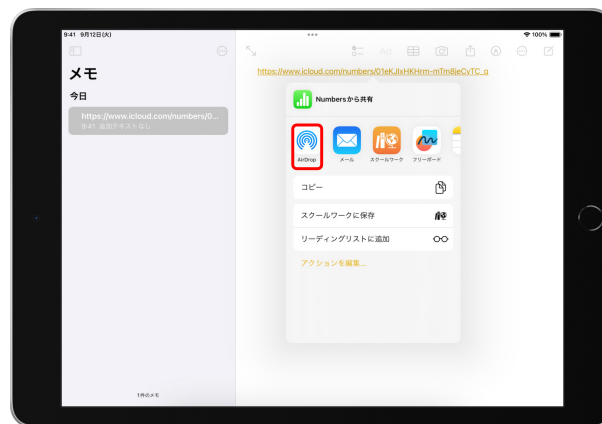 9:41 9月12日(火)
100%
メモ
今日
https://www.icloud.com/numbers/0...
9:41 追加テキストなし
1件のメモ
Aa
https://www.icloud.com/numbers/01eKJIxHKHrm-mTm8jeCyTC_g
Numbersから共有
AirDrop
メール
スクールワーク
フリーボード
コピー
スクールワークに保存
リーディングリストに追加
アクションを編集...